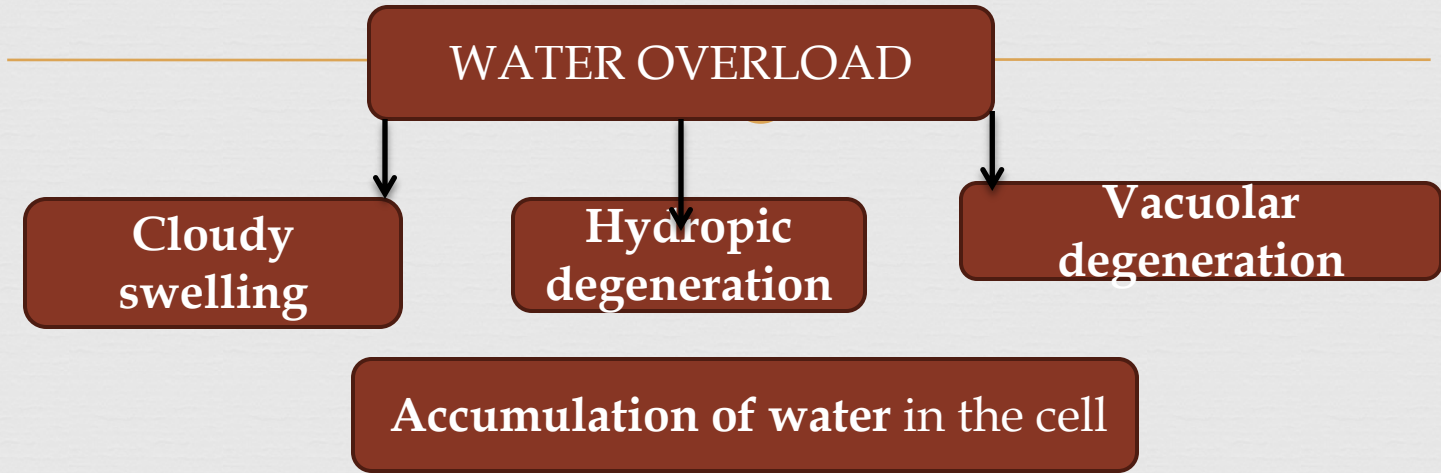 WATER OVERLOAD
Cloudy
swelling
Hydropic
degeneration
Vacuolar
degeneration
Accumulation of water in the cell